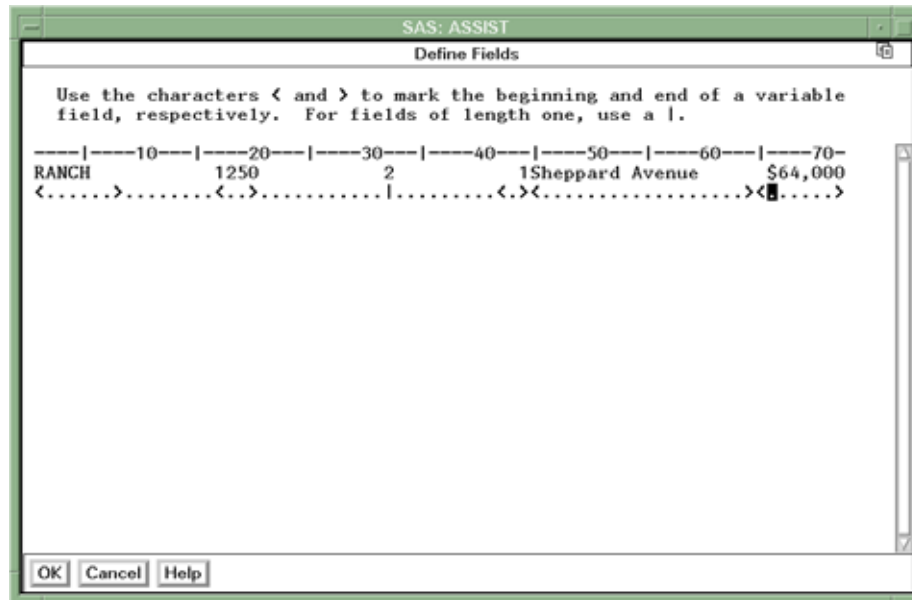 SAS: ASSIST
Define Fields
Use the characters < and > to mark the beginning and end of a variable
field, respectively.  For fields of length one, use a |.
----|----10---|----20---|----30---|----40---|----50---|----60---|----70-
RANCH           1250           2           1Sheppard Avenue      $64,000
<......>........<..>...........|.........<.><..................><.....>
OK Cancel Help